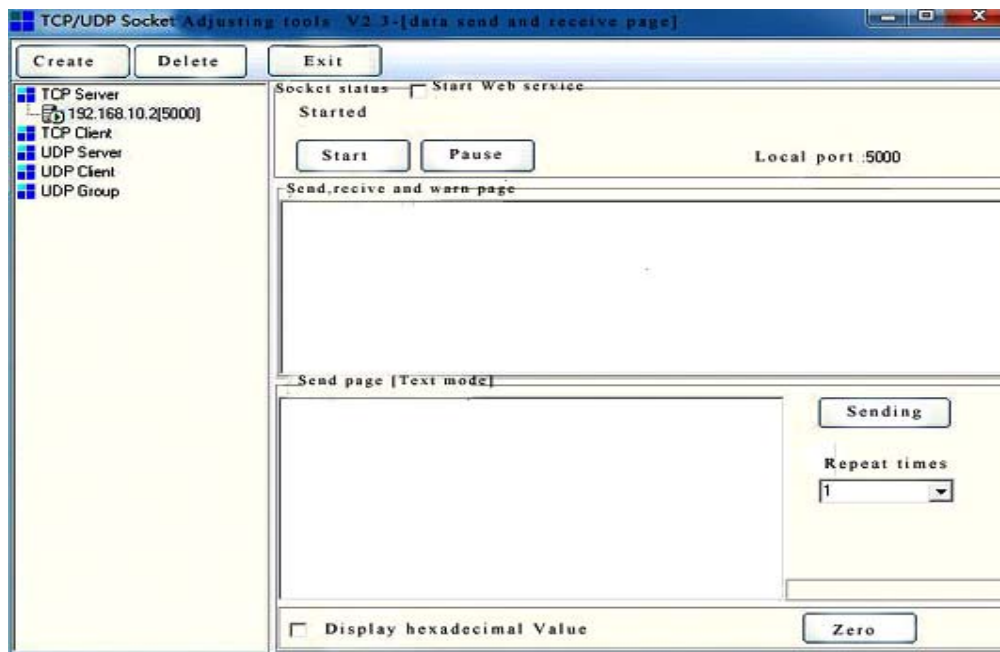 TCP/UDP Socket Adjusting tools V2.3-[data send and receive page]
Create Delete Exit
TCP Server
192.168.10.2[5000]
TCP Client
UDP Server
UDP Client
UDP Group
Socket status Start Web service
Started
Start Pause Local port :5000
Send,recive and warn page
Send page [Text mode]
Sending
Repeat times
1
Display hexadecimal Value Zero